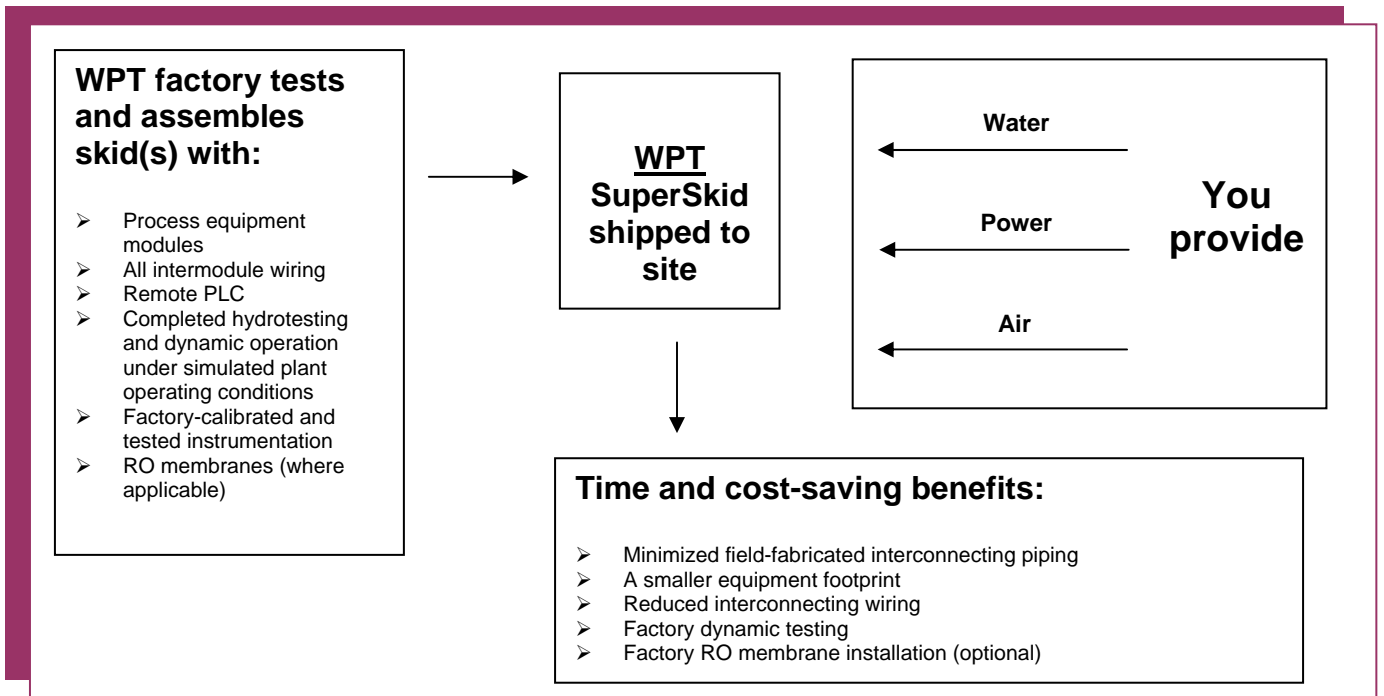 WPT factory tests
and assembles
skid(s) with:
➢ Process equipment
modules
➢ All intermodule wiring
➢ Remote PLC
➢ Completed hydrotesting
and dynamic operation
under simulated plant
operating conditions
➢ Factory-calibrated and
tested instrumentation
➢ RO membranes (where
applicable)
WPT
SuperSkid
shipped to
site
Water
Power
Air
You
provide
Time and cost-saving benefits:
➢ Minimized field-fabricated interconnecting piping
➢ A smaller equipment footprint
➢ Reduced interconnecting wiring
➢ Factory dynamic testing
➢ Factory RO membrane installation (optional)